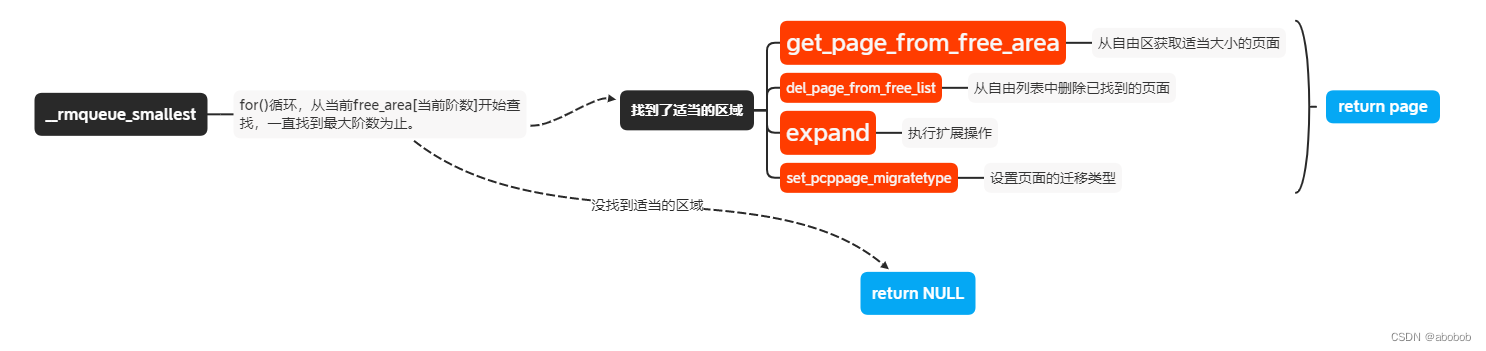 __rmqueue_smallest
for()循环，从当前free_area[当前阶数]开始查
找，一直找到最大阶数为止。
找到了适当的区域
get_page_from_free_area
从自由区获取适当大小的页面
del_page_from_free_list
从自由列表中删除已找到的页面
expand
执行扩展操作
set_pcppage_migratetype
设置页面的迁移类型
return page
没找到适当的区域
return NULL
CSDN @abobob